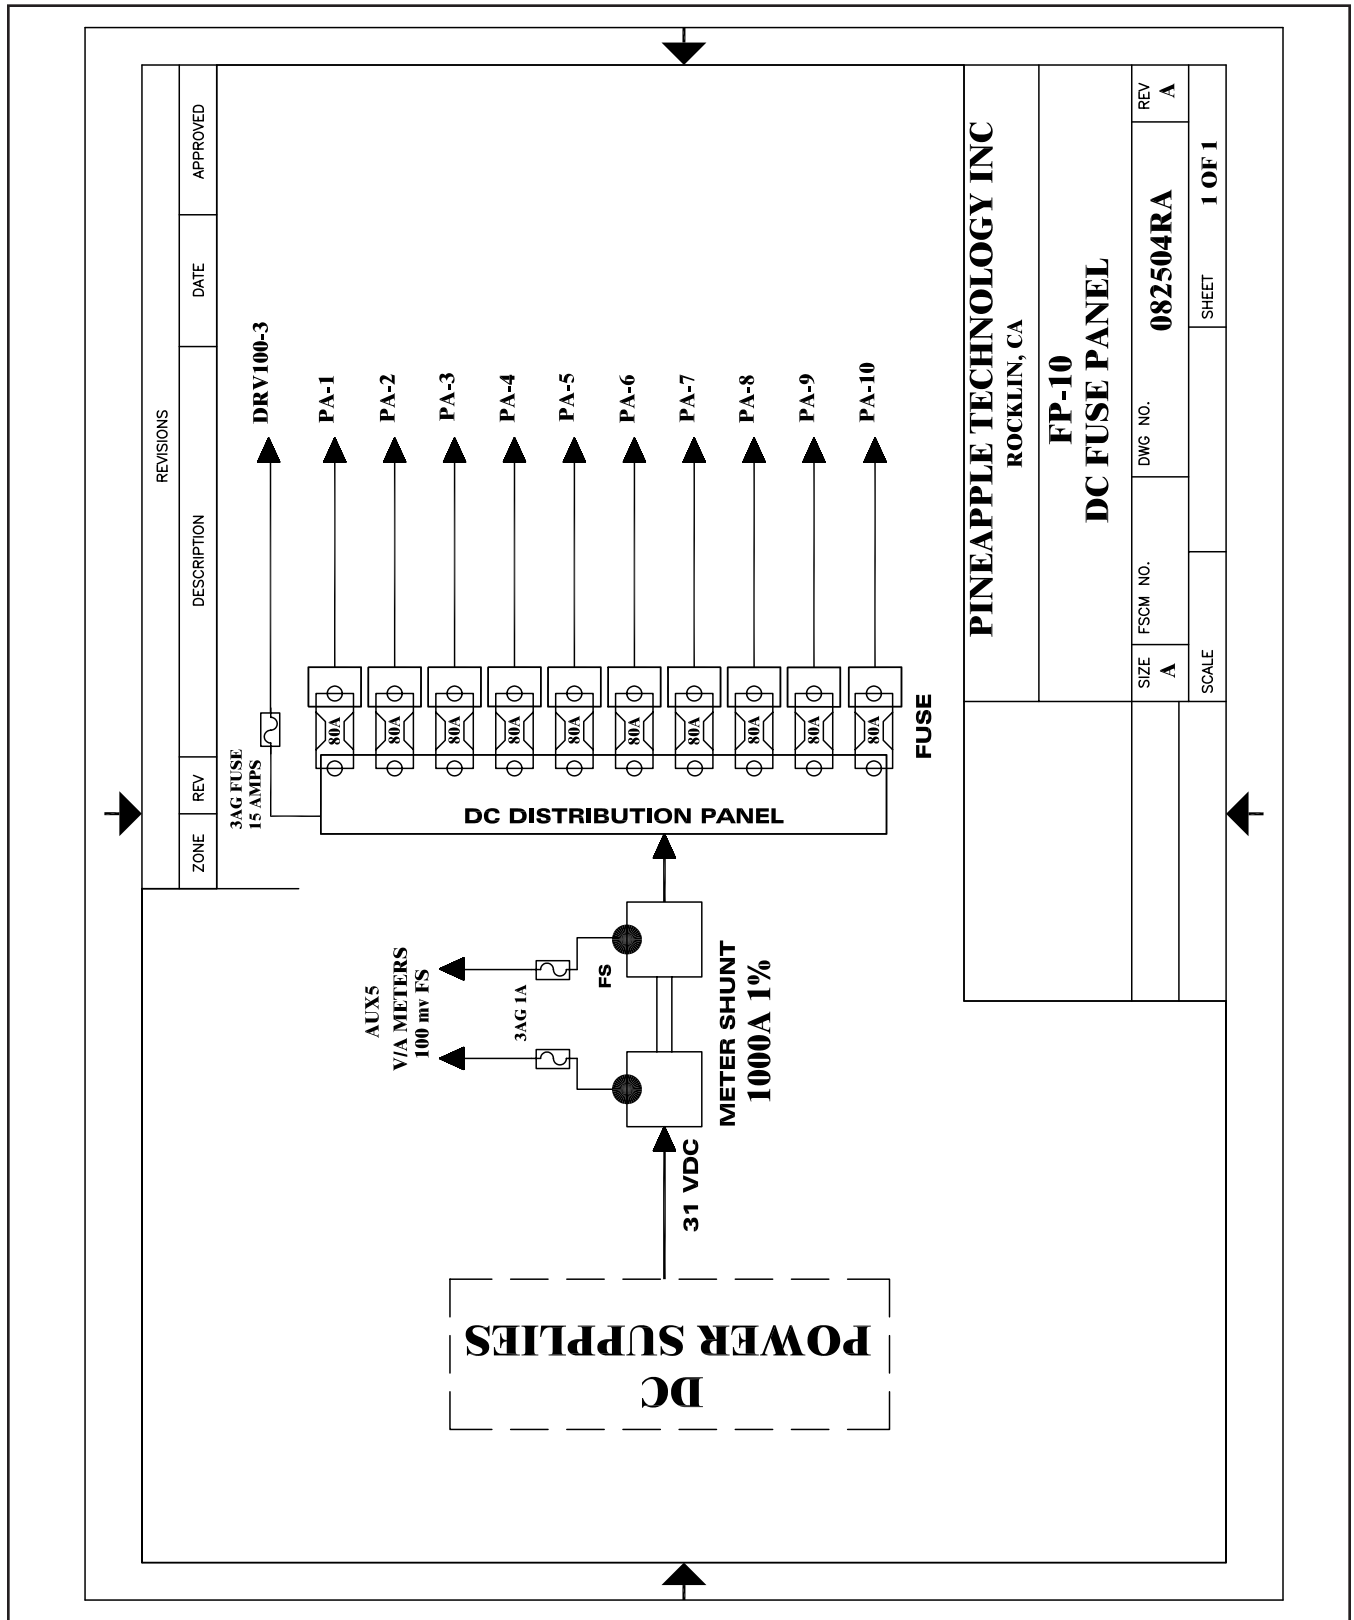 REVISIONS
ZONE
REV
DESCRIPTION
DATE
APPROVED
3AG FUSE
15 AMPS
DRV100-3
PA-1
PA-2
PA-3
PA-4
PA-5
PA-6
PA-7
PA-8
PA-9
PA-10
80A
80A
80A
80A
80A
80A
80A
80A
80A
80A
FUSE
DC DISTRIBUTION PANEL
AUX5
V/A METERS
100 mv FS
3AG 1A
FS
METER SHUNT
1000A 1%
31 VDC
DC
POWER SUPPLIES
PINEAPPLE TECHNOLOGY INC
ROCKLIN, CA
FP-10
DC FUSE PANEL
SIZE
A
FSCM NO.
DWG NO.
082504RA
REV
A
SCALE
SHEET
1 OF 1